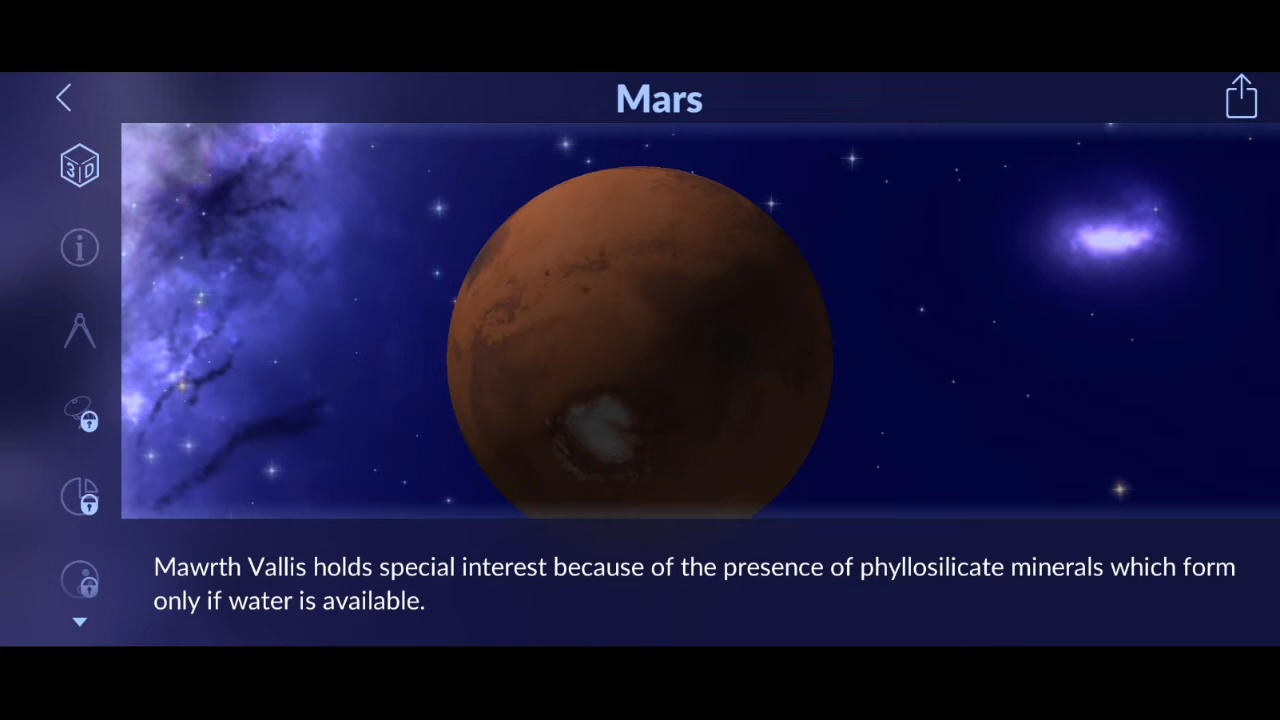 Mars
3D
Mawrth Vallis holds special interest because of the presence of phyllosilicate minerals which form
only if water is available.